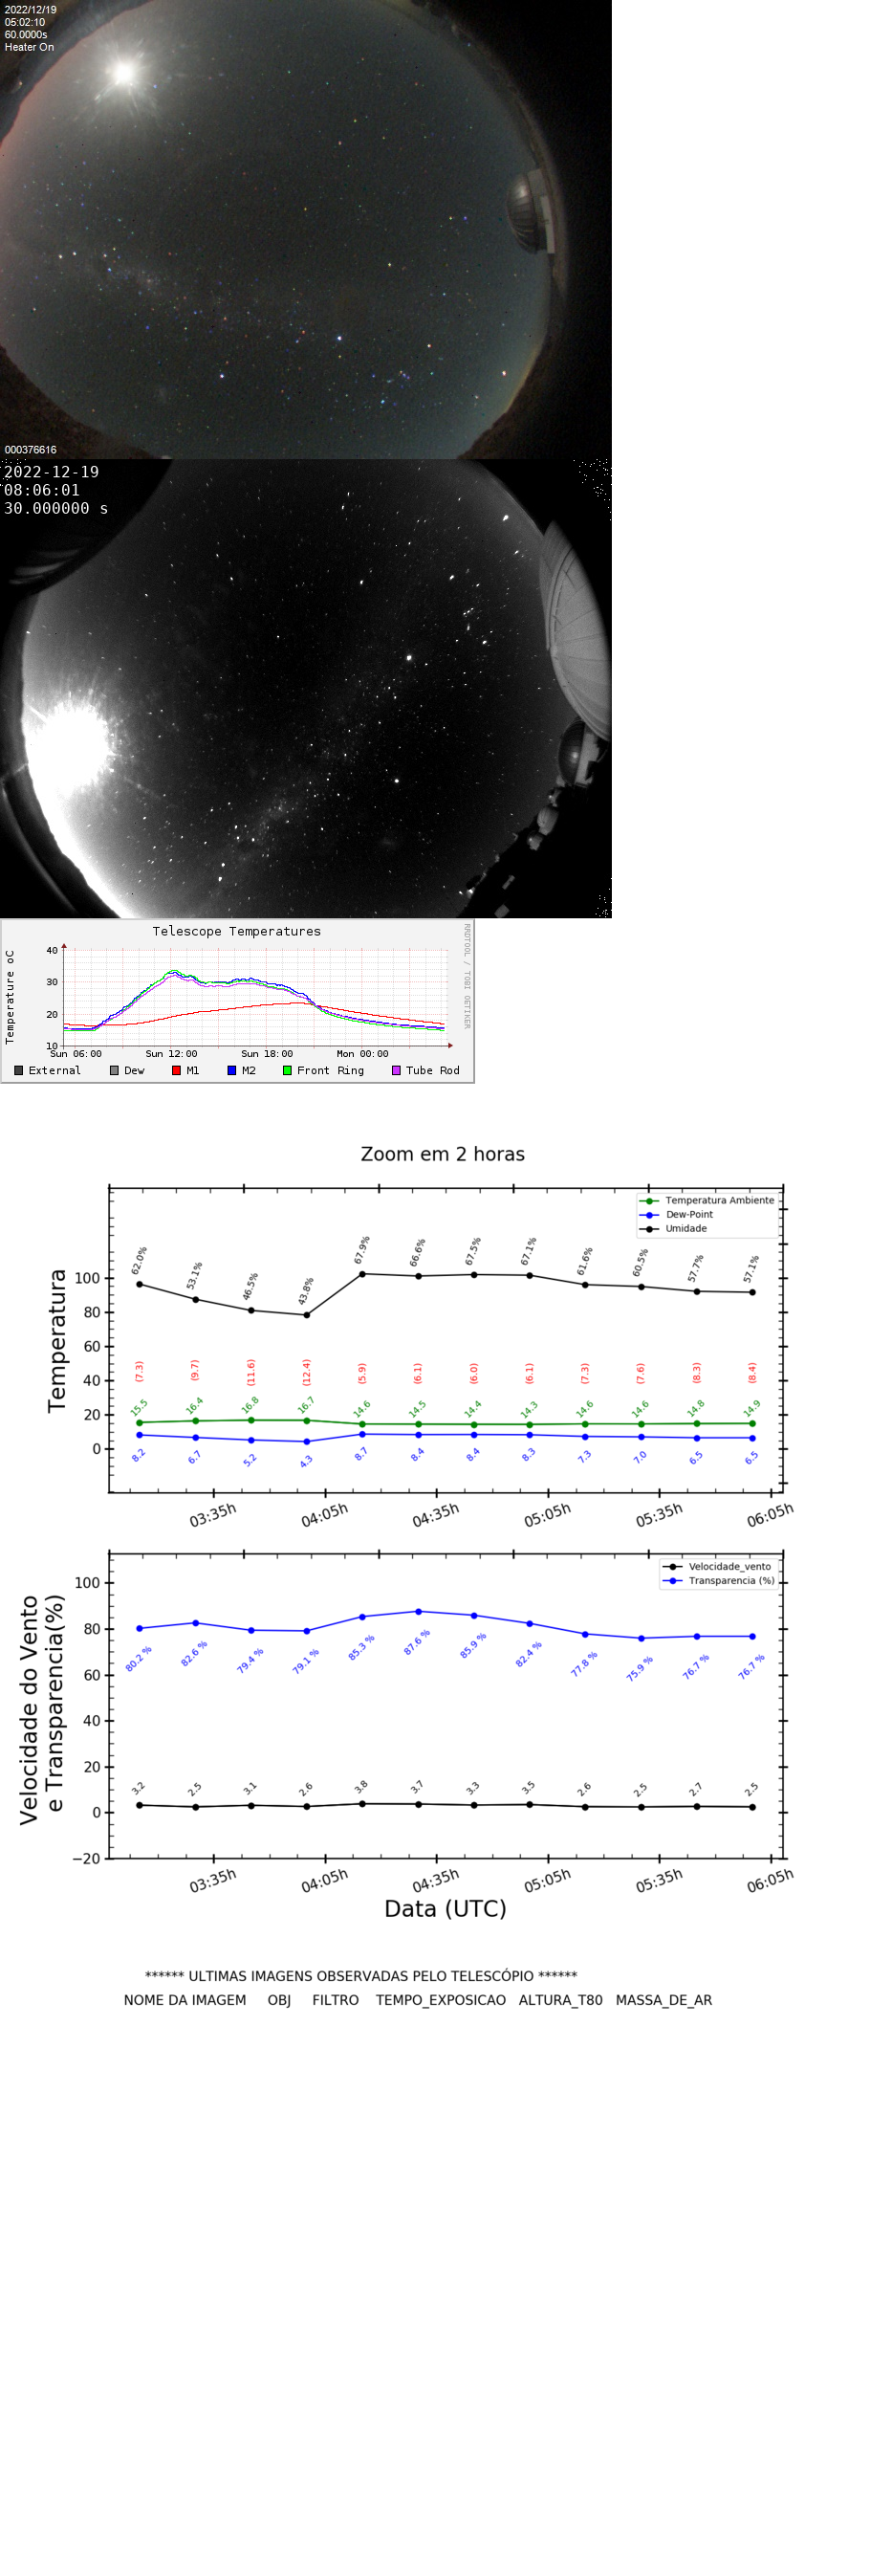 2022/12/19
05:02:10
60.0000s
Heater On
000376616
2022-12-19
08:06:01
30.000000 s
Telescope Temperatures
RRDTOOL / TOBI OETIKER
Temperature oC
40
30
20
10
Sun 06:00 Sun 12:00 Sun 18:00 Mon 00:00
External Dew M1 M2 Front Ring Tube Rod
Zoom em 2 horas
Temperatura Ambiente
Dew-Point
Umidade
Temperatura
100
80
60
40
20
0
62.0% 53.1% 46.5% 43.8% 67.9% 66.6% 67.5% 67.1% 61.6% 60.5% 57.7% 57.1%
(7.3) (9.7) (11.6) (12.4) (5.9) (6.1) (6.0) (6.1) (7.3) (7.6) (8.3) (8.4)
15.5 16.4 16.8 16.7 14.6 14.5 14.4 14.3 14.6 14.6 14.8 14.9
8.2 6.7 5.2 4.3 8.7 8.4 8.4 8.3 7.3 7.0 6.5 6.5
03:35h 04:05h 04:35h 05:05h 05:35h 06:05h
Velocidade_vento
Transparencia (%)
Velocidade do Vento
e Transparencia(%)
100
80
60
40
20
0
−20
80.2 % 82.6 % 79.4 % 79.1 % 85.3 % 87.6 % 85.9 % 82.4 % 77.8 % 75.9 % 76.7 % 76.7 %
3.2 2.5 3.1 2.6 3.8 3.7 3.3 3.5 2.6 2.5 2.7 2.5
03:35h 04:05h 04:35h 05:05h 05:35h 06:05h
Data (UTC)
****** ULTIMAS IMAGENS OBSERVADAS PELO TELESCÓPIO ******
NOME DA IMAGEM OBJ FILTRO TEMPO_EXPOSICAO ALTURA_T80 MASSA_DE_AR